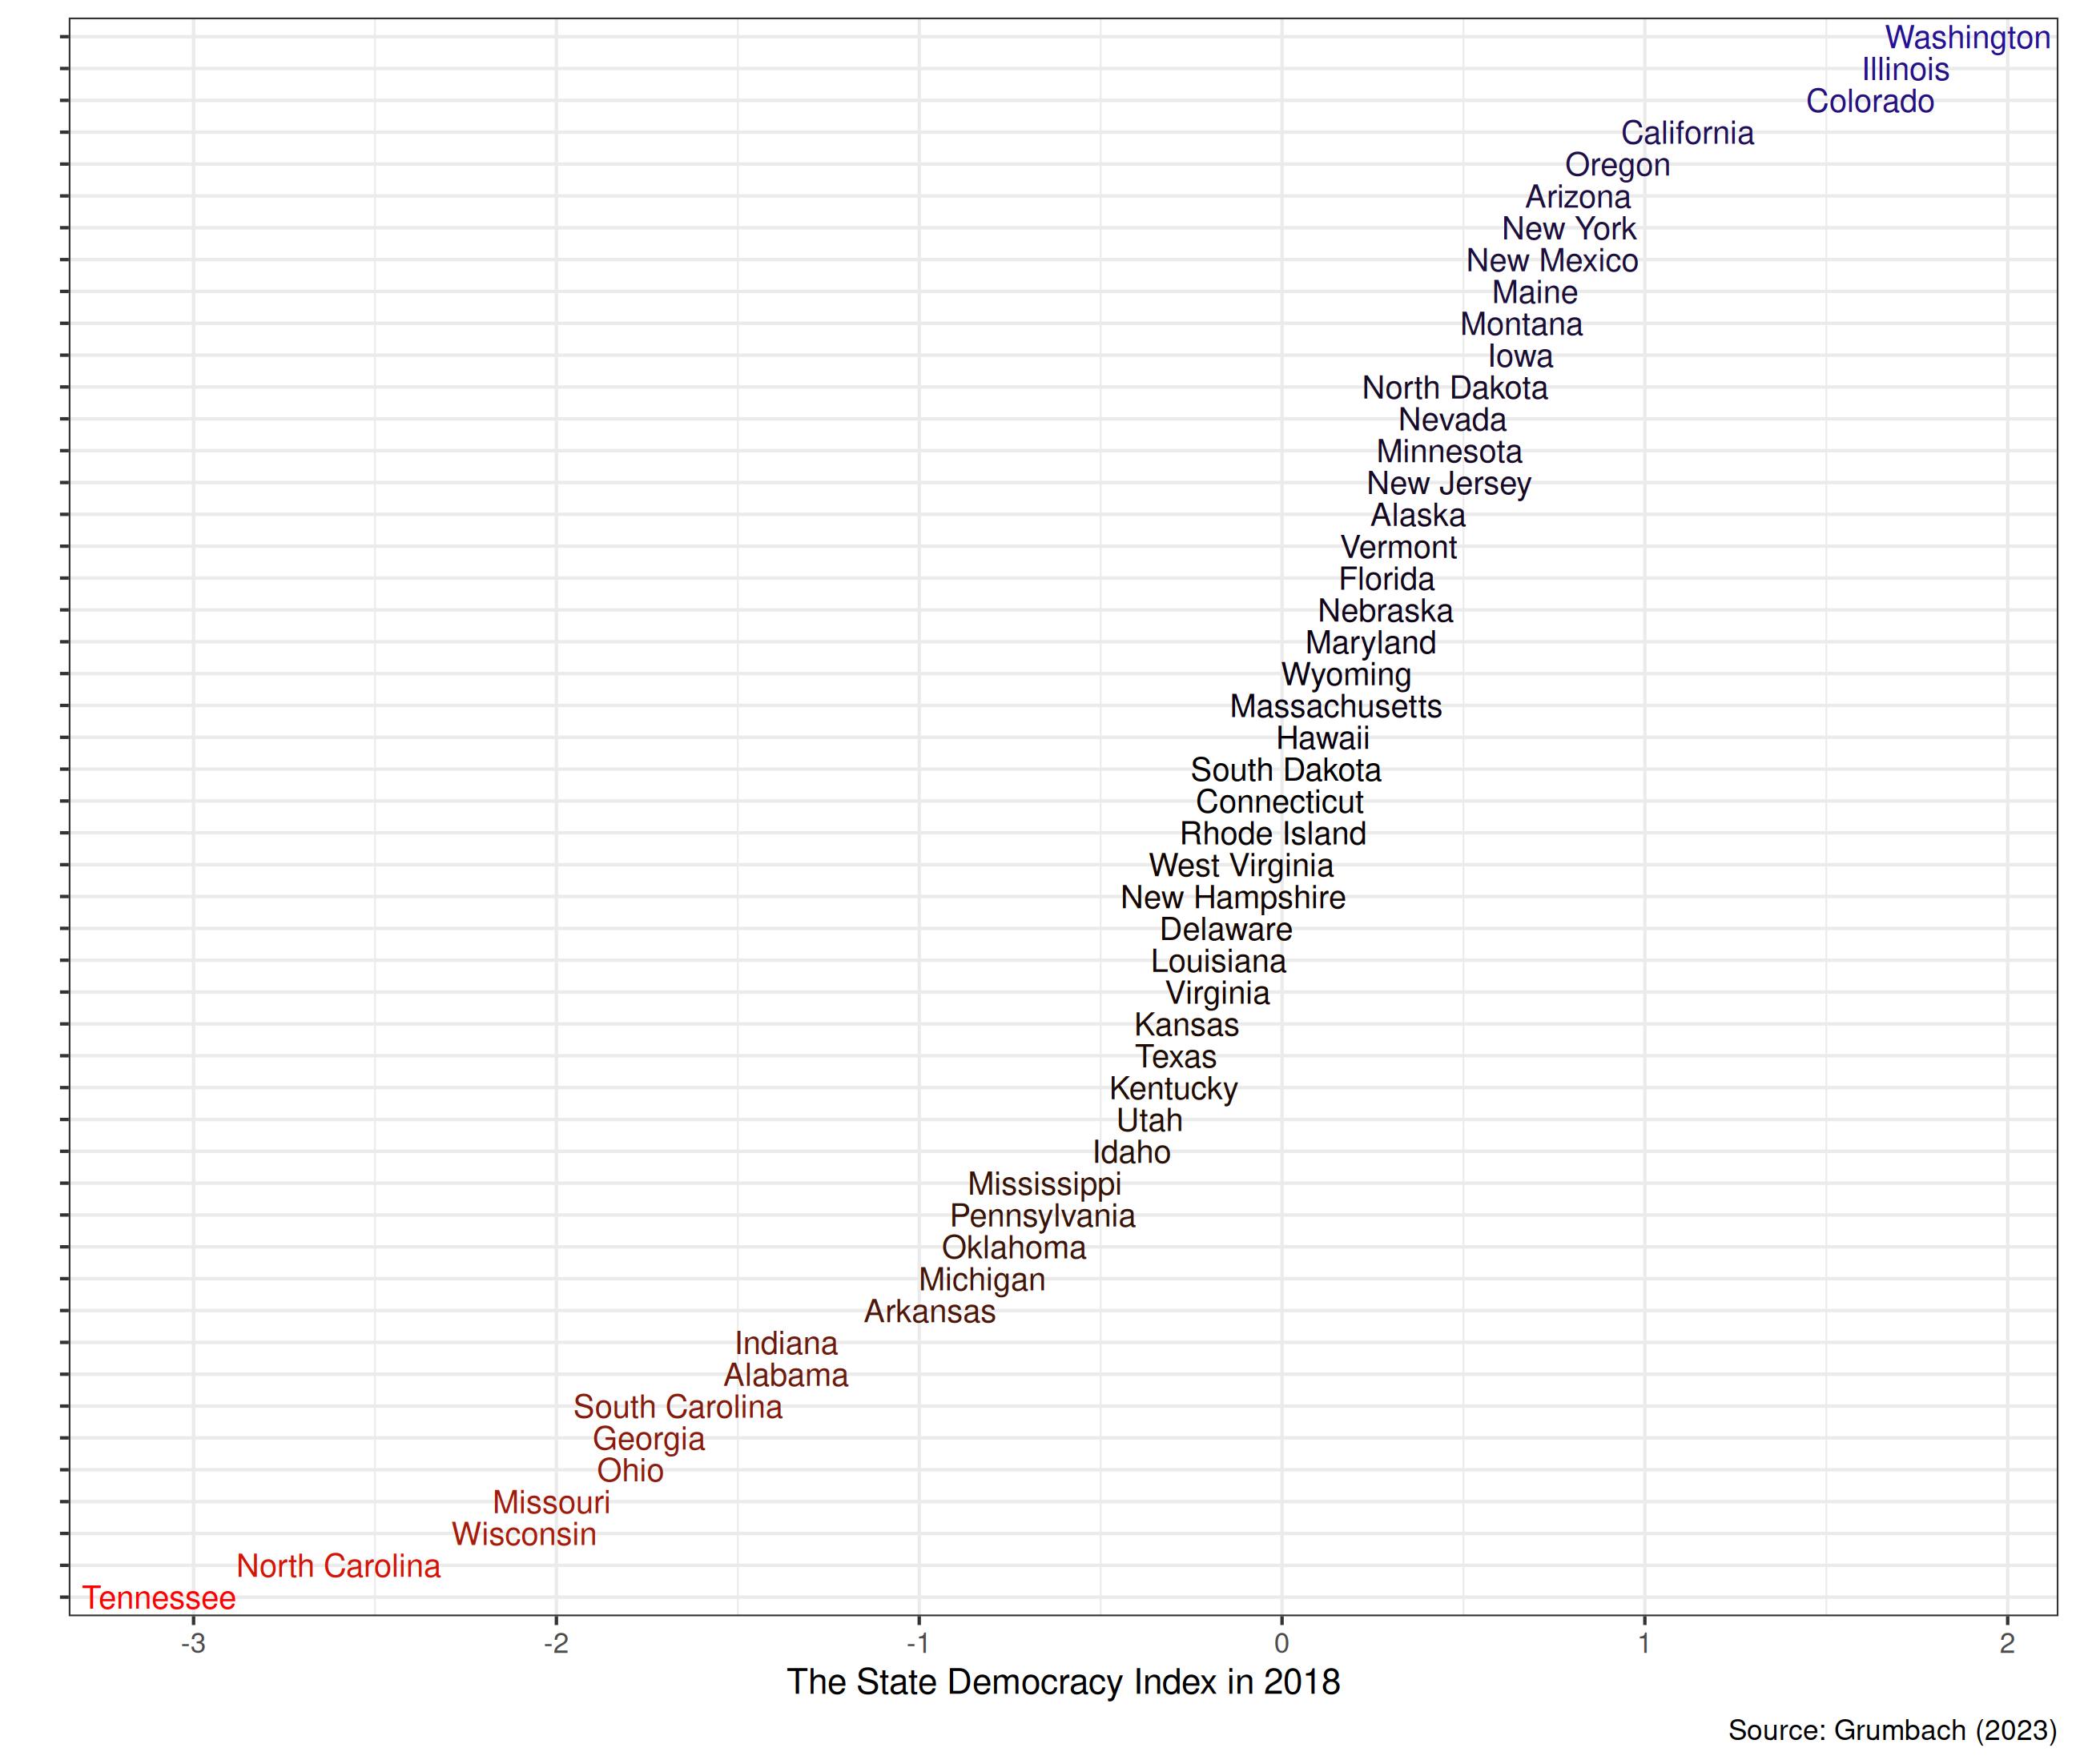 Washington
Illinois
Colorado
California
Oregon
Arizona
New York
New Mexico
Maine
Montana
Iowa
North Dakota
Nevada
Minnesota
New Jersey
Alaska
Vermont
Florida
Nebraska
Maryland
Wyoming
Massachusetts
Hawaii
South Dakota
Connecticut
Rhode Island
West Virginia
New Hampshire
Delaware
Louisiana
Virginia
Kansas
Texas
Kentucky
Utah
Idaho
Mississippi
Pennsylvania
Oklahoma
Michigan
Arkansas
Indiana
Alabama
South Carolina
Georgia
Ohio
Missouri
Wisconsin
North Carolina
Tennessee
-3 -2 -1 0 1 2
The State Democracy Index in 2018
Source: Grumbach (2023)